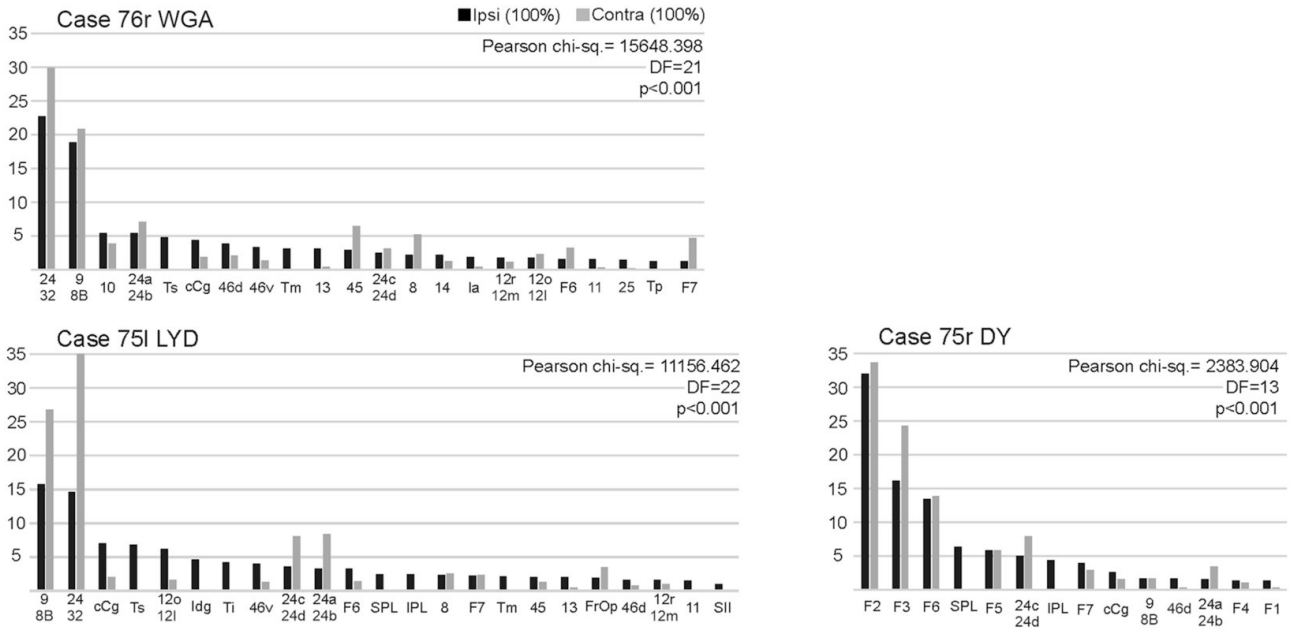 Case 76r WGA
Ipsi (100%) Contra (100%)
Pearson chi-sq.= 15648.398
DF=21
p<0.001
35
30
25
20
15
10
5
24 9 10 24a Ts cCg 46d 46v Tm 13 45 24c 8 14 Ia 12r 12o F6 11 25 Tp F7
32 8B 24b 24d 12m 12l
Case 75l LYD
Pearson chi-sq.= 11156.462
DF=22
p<0.001
35
30
25
20
15
10
5
9 24 cCg Ts 12o Idg Ti 46v 24c 24a F6 SPL IPL 8 F7 Tm 45 13 FrOp 46d 12r 11 SII
8B 32 12l 24d 24b 12m
Case 75r DY
Pearson chi-sq.= 2383.904
DF=13
p<0.001
35
30
25
20
15
10
5
F2 F3 F6 SPL F5 24c IPL F7 cCg 9 46d 24a F4 F1
24d 8B 24b